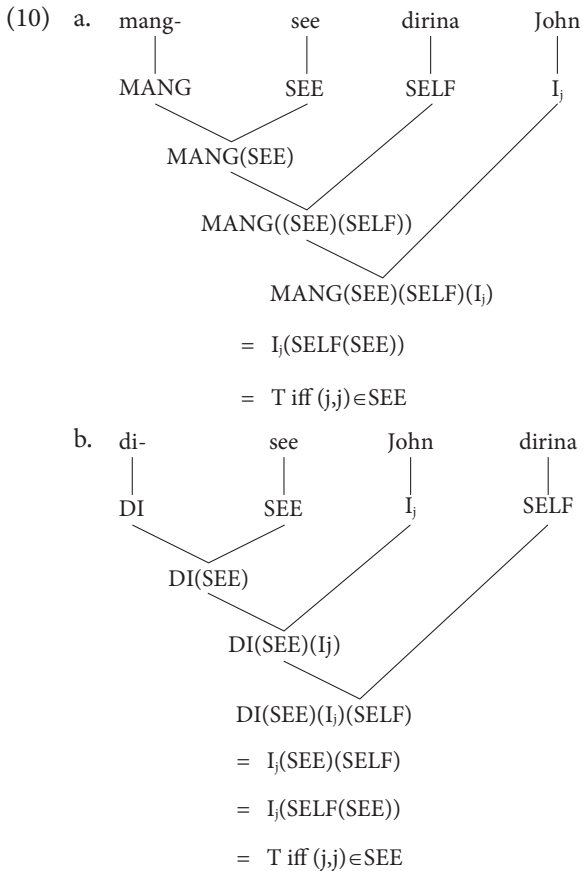 (10) a. mang- see dirina John
MANG SEE SELF Iⱼ
MANG(SEE)
MANG((SEE)(SELF))
MANG(SEE)(SELF)(Iⱼ)
= Iⱼ(SELF(SEE))
= T iff (j,j)∈SEE
b. di- see John dirina
DI SEE Iⱼ SELF
DI(SEE)
DI(SEE)(Ij)
DI(SEE)(Iⱼ)(SELF)
= Iⱼ(SEE)(SELF)
= Iⱼ(SELF(SEE))
= T iff (j,j)∈SEE